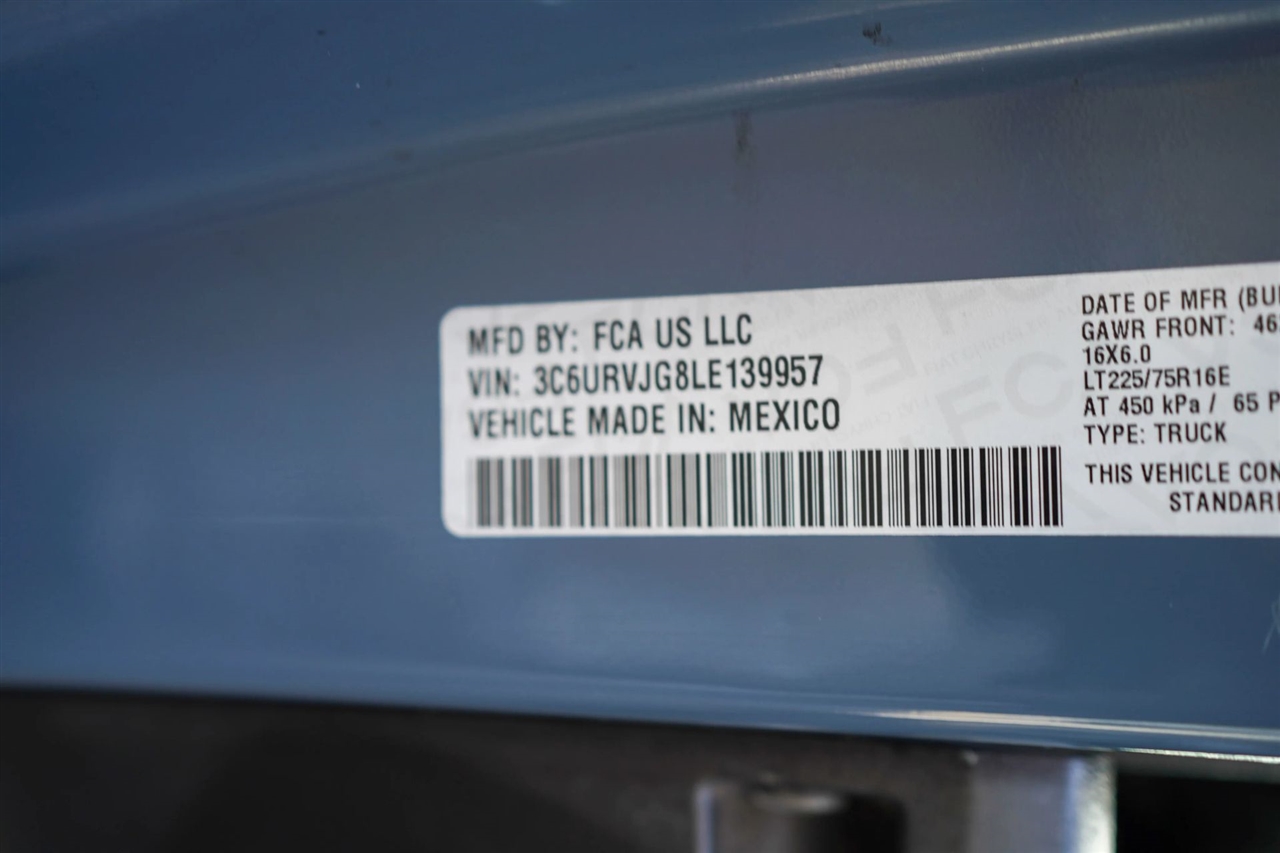 MFD BY: FCA US LLC
VIN: 3C6URVJG8LE139957
VEHICLE MADE IN: MEXICO
DATE OF MFR
GAWR FRONT:
16X6.0
LT225/75R16E
AT 450 kPa / 65
TYPE: TRUCK
THIS VEHICLE